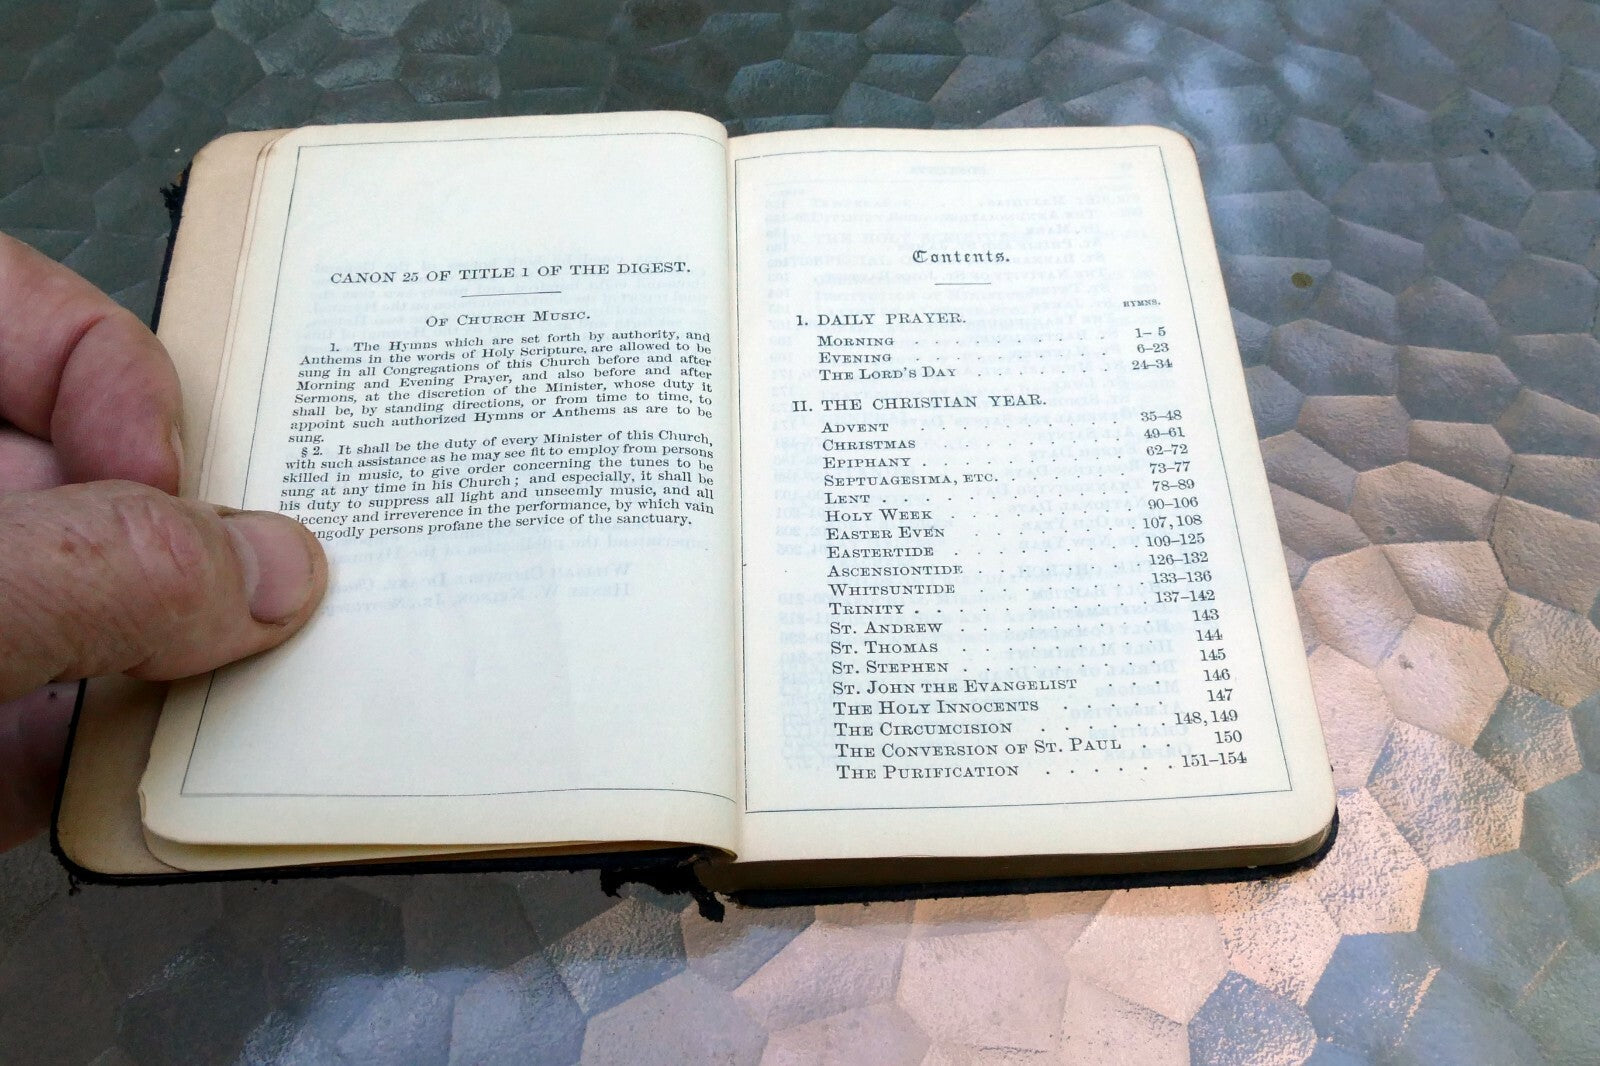 CANON 25 OF TITLE 1 OF THE DIGEST.
OF CHURCH MUSIC.
1. The Hymns which are set forth by authority, and
Anthems in the words of Holy Scripture, are allowed to be
sung in all Congregations of this Church before and after
Morning and Evening Prayer, and also before and after
Sermons, at the discretion of the Minister, whose duty it
shall be, by standing directions, or from time to time, to
appoint such authorized Hymns or Anthems as are to be
sung.
§ 2. It shall be the duty of every Minister of this Church,
with such assistance as he may see fit to employ from persons
skilled in music, to give order concerning the tunes to be
sung at any time in his Church; and especially, it shall be
his duty to suppress all light and unseemly music, and all
decency and irreverence in the performance, by which vain
ungodly persons profane the service of the sanctuary.
Contents.
HYMNS.
I. DAILY PRAYER.
MORNING . . . . . . . . . . 1–5
EVENING . . . . . . . . . . 6–23
THE LORD'S DAY . . . . . . 24–34
II. THE CHRISTIAN YEAR.
ADVENT . . . . . . . . . . 35–48
CHRISTMAS . . . . . . . . . 49–61
EPIPHANY . . . . . . . . . 62–72
SEPTUAGESIMA, ETC. . . . . . 73–77
LENT . . . . . . . . . . . 78–89
HOLY WEEK . . . . . . . . . 90–106
EASTER EVEN . . . . . . . . 107, 108
EASTERTIDE . . . . . . . . 109–125
ASCENSIONTIDE . . . . . . . 126–132
WHITSUNTIDE . . . . . . . . 133–136
TRINITY . . . . . . . . . . 137–142
ST. ANDREW . . . . . . . . 143
ST. THOMAS . . . . . . . . 144
ST. STEPHEN . . . . . . . . 145
ST. JOHN THE EVANGELIST . . . 146
THE HOLY INNOCENTS . . . . . 147
THE CIRCUMCISION . . . . . . 148, 149
THE CONVERSION OF ST. PAUL . . 150
THE PURIFICATION . . . . . . 151–154